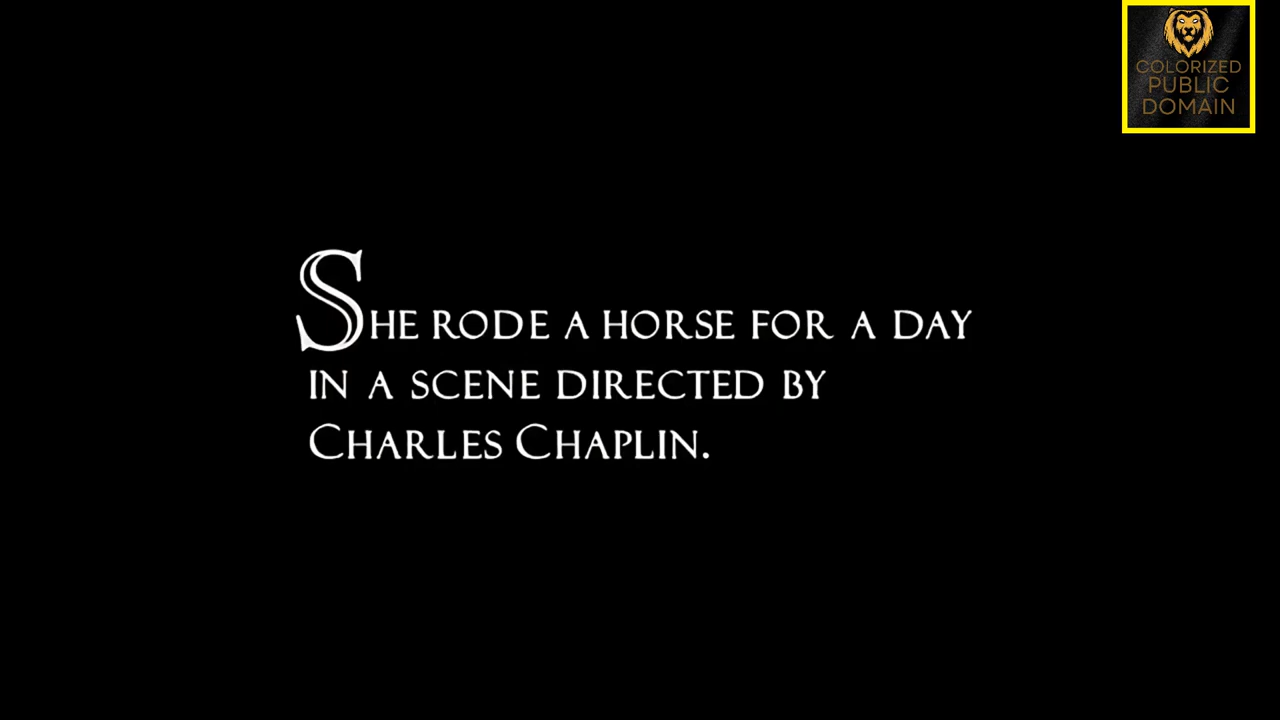 COLORIZED
PUBLIC
DOMAIN
SHE RODE A HORSE FOR A DAY
IN A SCENE DIRECTED BY
CHARLES CHAPLIN.